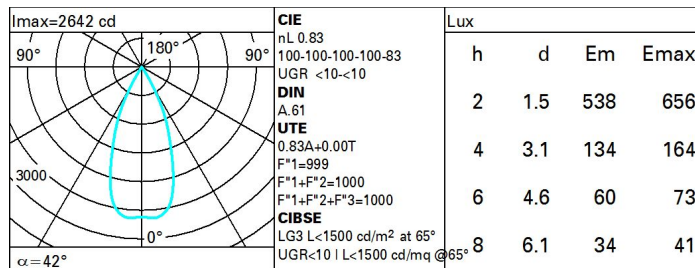 Imax=2642 cd
90°
180°
90°
3000
0°
α=42°
CIE
nL 0.83
100-100-100-100-83
UGR <10-<10
DIN
A.61
UTE
0.83A+0.00T
F"1=999
F"1+F"2=1000
F"1+F"2+F"3=1000
CIBSE
LG3 L<1500 cd/m² at 65°
UGR<10 | L<1500 cd/mq @65°
Lux
h d Em Emax
2 1.5 538 656
4 3.1 134 164
6 4.6 60 73
8 6.1 34 41